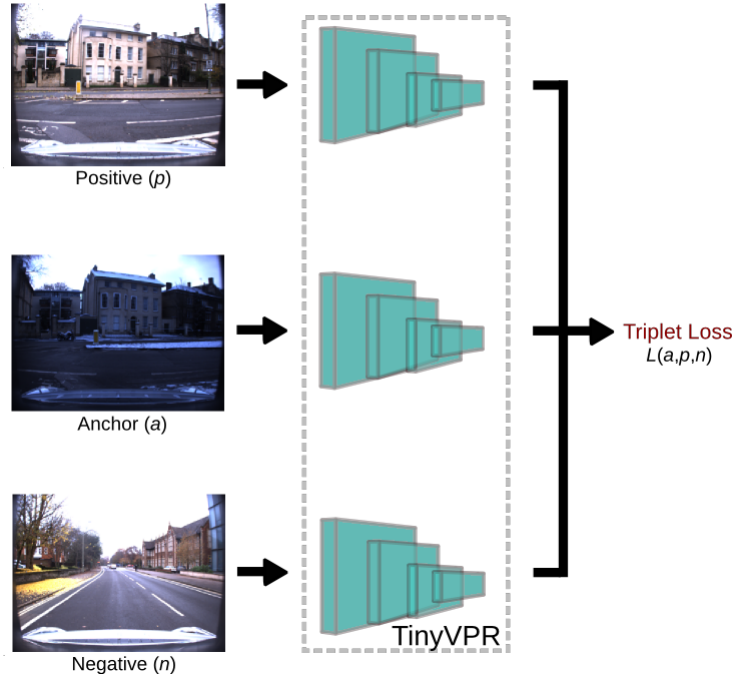 Positive (p)
Anchor (a)
Triplet Loss
L(a,p,n)
TinyVPR
Negative (n)